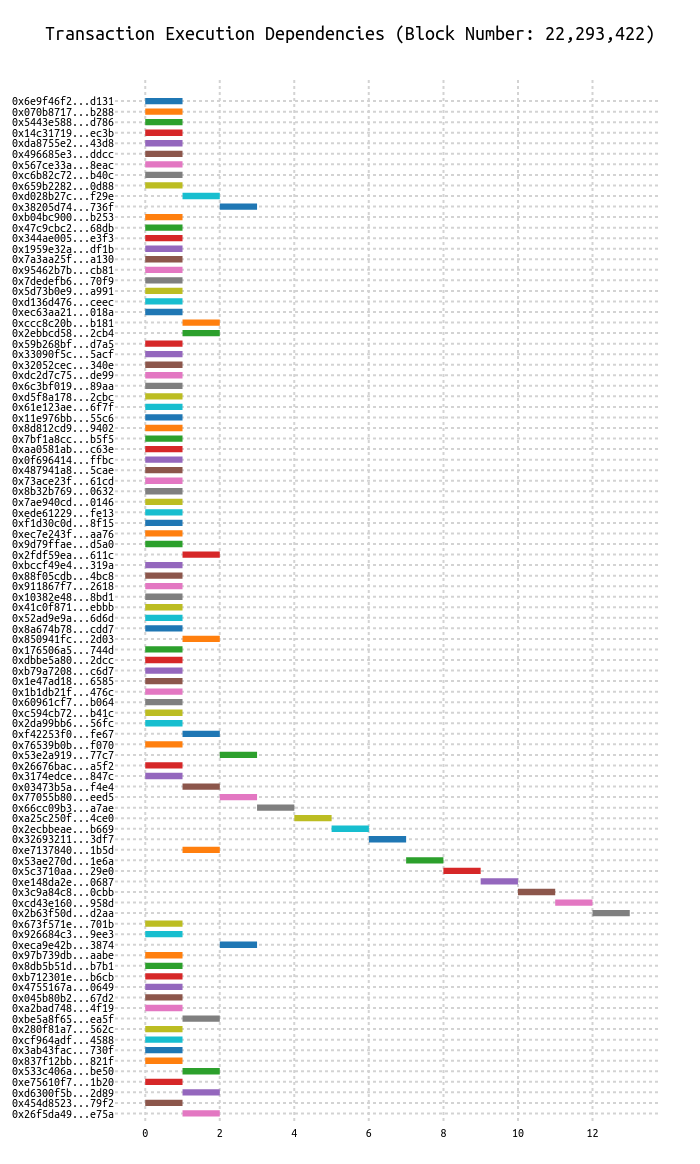 Transaction Execution Dependencies (Block Number: 22,293,422)
0x6e9f46f2...d131
0x070b8717...b288
0x5443e588...d786
0x14c31719...ec3b
0xda8755e2...43d8
0x496685e3...ddcc
0x567ce33a...8eac
0xc6b82c72...b40c
0x659b2282...0d88
0xd028b27c...f29e
0x38205d74...736f
0xb04bc900...b253
0x47c9cbc2...68db
0x344ae005...e3f3
0x1959e32a...df1b
0x7a3aa25f...a130
0x95462b7b...cb81
0x7dedefb6...70f9
0x5d73b0e9...a991
0xd136d476...ceec
0xec63aa21...018a
0xccc8c20b...b181
0x2ebbcd58...2cb4
0x59b268bf...d7a5
0x33090f5c...5acf
0x32052cec...340e
0xdc2d7c75...de99
0x6c3bf019...89aa
0xd5f8a178...2cbc
0x61e123ae...6f7f
0x11e976bb...55c6
0x8d812cd9...9402
0x7bf1a8cc...b5f5
0xaa0581ab...c63e
0x0f696414...ffbc
0x487941a8...5cae
0x73ace23f...61cd
0x8b32b769...0632
0x7ae940cd...0146
0xede61229...fe13
0xf1d30c0d...8f15
0xec7e243f...aa76
0x9d79ffae...d5a0
0x2fdf59ea...611c
0xbccf49e4...319a
0x88f05cdb...4bc8
0x911867f7...2618
0x10382e48...8bd1
0x41c0f871...ebbb
0x52ad9e9a...6d6d
0x8a674b78...cdd7
0x850941fc...2d03
0x176506a5...744d
0xdbbe5a80...2dcc
0xb79a7208...c6d7
0x1e47ad18...6585
0x1b1db21f...476c
0x60961cf7...b064
0xc594cb72...b41c
0x2da99bb6...56fc
0xf42253f0...fe67
0x76539b0b...f070
0x53e2a919...77c7
0x26676bac...a5f2
0x3174edce...847c
0x03473b5a...f4e4
0x77055b80...eed5
0x66cc09b3...a7ae
0xa25c250f...4ce0
0x2ecbbeae...b669
0x32693211...3df7
0xe7137840...1b5d
0x53ae270d...1e6a
0x5c3710aa...29e0
0xe148da2e...0687
0x3c9a84c8...0cbb
0xcd43e160...958d
0x2b63f50d...d2aa
0x673f571e...701b
0x926684c3...9ee3
0xeca9e42b...3874
0x97b739db...aabe
0x8db5b51d...b7b1
0xb712301e...b6cb
0x4755167a...0649
0x045b80b2...67d2
0xa2bad748...4f19
0xbe5a8f65...ea5f
0x280f81a7...562c
0xcf964adf...4588
0x3ab43fac...730f
0x837f12bb...821f
0x533c406a...be50
0xe75610f7...1b20
0xd6300f5b...2d89
0x454d8523...79f2
0x26f5da49...e75a
0 2 4 6 8 10 12